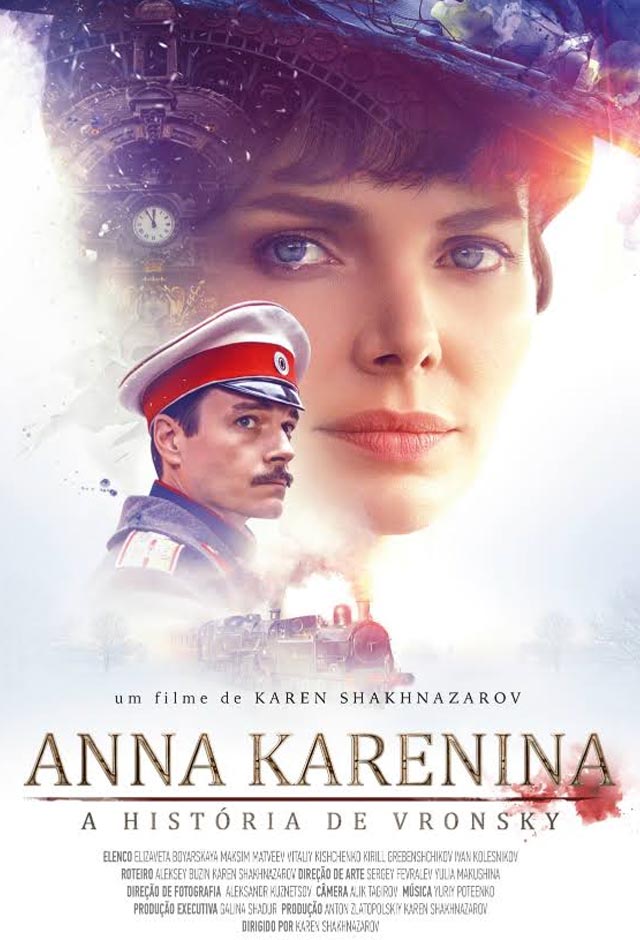 um filme de KAREN SHAKHNAZAROV
ANNA KARENINA
A HISTÓRIA DE VRONSKY
ELENCO ELIZAVETA BOYARSKAYA MAKSIM MATVEEV VITALIY KISHCHENKO KIRILL GREBENSHCHIKOV IVAN KOLESNIKOV
ROTEIRO ALEKSEY BUZIN KAREN SHAKHNAZAROV DIREÇÃO DE ARTE SERGEY FEVRALEV YULIA MAKUSHINA
DIREÇÃO DE FOTOGRAFIA ALEKSANDR KUZNETSOV CÂMERA ALIK TAGIROV MÚSICA YURIY POTEENKO
PRODUÇÃO EXECUTIVA GALINA SHADUR PRODUÇÃO ANTON ZLATOPOLSKIY KAREN SHAKHNAZAROV
DIRIGIDO POR KAREN SHAKHNAZAROV